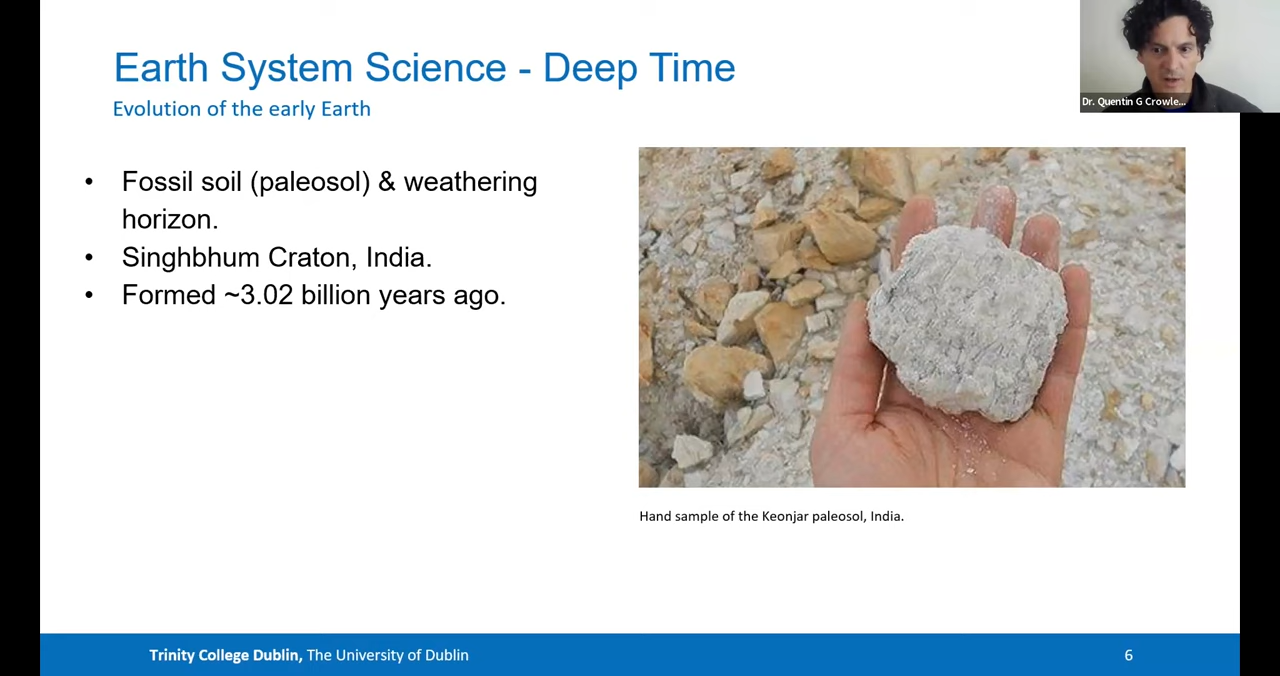 Earth System Science - Deep Time
Evolution of the early Earth
Dr. Quentin G Crowle...
• Fossil soil (paleosol) & weathering
horizon.
• Singhbhum Craton, India.
• Formed ~3.02 billion years ago.
Hand sample of the Keonjar paleosol, India.
Trinity College Dublin, The University of Dublin
6